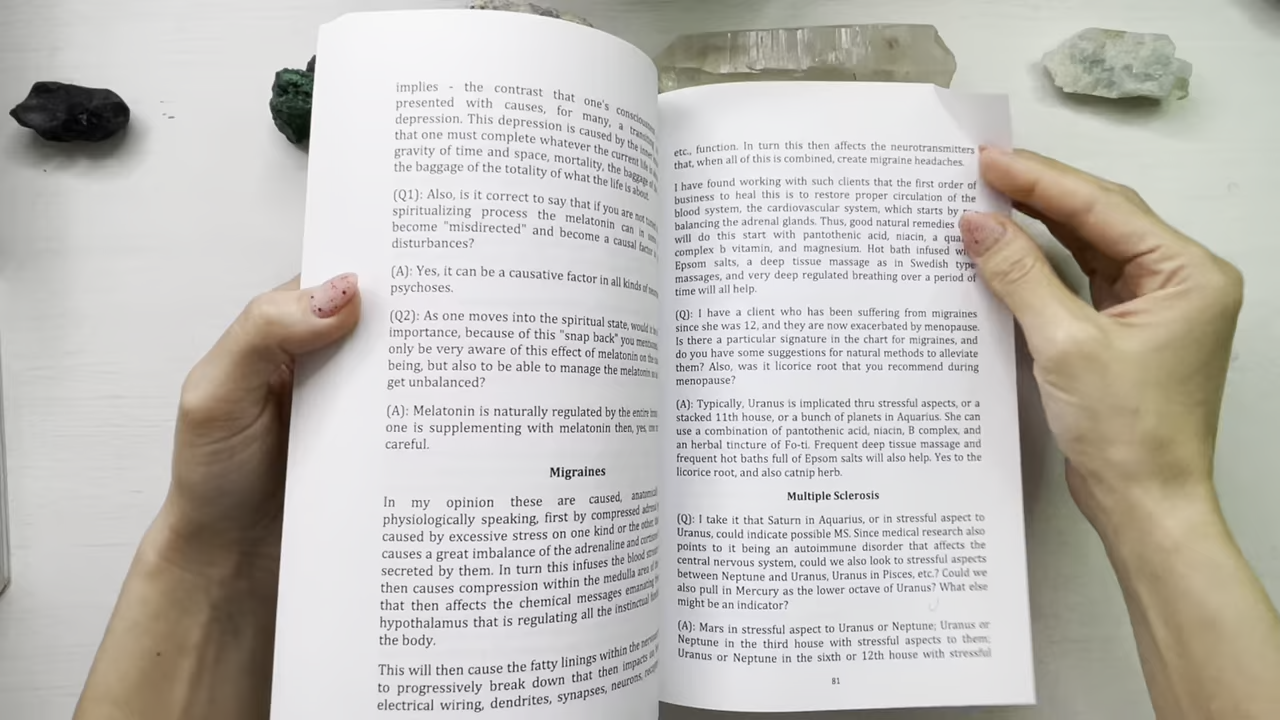 implies - the contrast that one's
presented with causes, for many, a
depression. This depression is caused by the
that one must complete whatever the current life
gravity of time and space, mortality, the baggage of
the baggage of the totality of what the life is about.
(Q1): Also, is it correct to say that if you are not
spiritualizing process the melatonin can in
become "misdirected" and become a causal factor
disturbances?
(A): Yes, it can be a causative factor in all kinds of
psychoses.
(Q2): As one moves into the spiritual state, would
importance, because of this "snap back" you
only be very aware of this effect of melatonin on the
being, but also to be able to manage the melatonin
get unbalanced?
(A): Melatonin is naturally regulated by the entire
one is supplementing with melatonin then, yes,
careful.
Migraines
In my opinion these are caused,
physiologically speaking, first by compressed
caused by excessive stress on one kind or the other.
causes a great imbalance of the adrenaline and
secreted by them. In turn this infuses the blood
then causes compression within the medulla area of
that then affects the chemical messages emanating
hypothalamus that is regulating all the instinctual
the body.
This will then cause the fatty linings within the
to progressively break down that then impacts
electrical wiring, dendrites, synapses, neurons,
etc., function. In turn this then affects the neurotransmitters
that, when all of this is combined, create migraine headaches.
I have found working with such clients that the first order of
business to heal this is to restore proper circulation of the
blood system, the cardiovascular system, which starts by
balancing the adrenal glands. Thus, good natural remedies
will do this start with pantothenic acid, niacin, a
complex b vitamin, and magnesium. Hot bath infused
Epsom salts, a deep tissue massage as in Swedish type
massages, and very deep regulated breathing over a period of
time will all help.
(Q): I have a client who has been suffering from migraines
since she was 12, and they are now exacerbated by menopause.
Is there a particular signature in the chart for migraines, and
do you have some suggestions for natural methods to alleviate
them? Also, was it licorice root that you recommend during
menopause?
(A): Typically, Uranus is implicated thru stressful aspects, or a
stacked 11th house, or a bunch of planets in Aquarius. She can
use a combination of pantothenic acid, niacin, B complex, and
an herbal tincture of Fo-ti. Frequent deep tissue massage and
frequent hot baths full of Epsom salts will also help. Yes to the
licorice root, and also catnip herb.
Multiple Sclerosis
(Q): I take it that Saturn in Aquarius, or in stressful aspect to
Uranus, could indicate possible MS. Since medical research also
points to it being an autoimmune disorder that affects the
central nervous system, could we also look to stressful aspects
between Neptune and Uranus, Uranus in Pisces, etc.? Could we
also pull in Mercury as the lower octave of Uranus? What else
might be an indicator?
(A): Mars in stressful aspect to Uranus or Neptune; Uranus or
Neptune in the third house with stressful aspects to them;
Uranus or Neptune in the sixth or 12th house with stressful
81